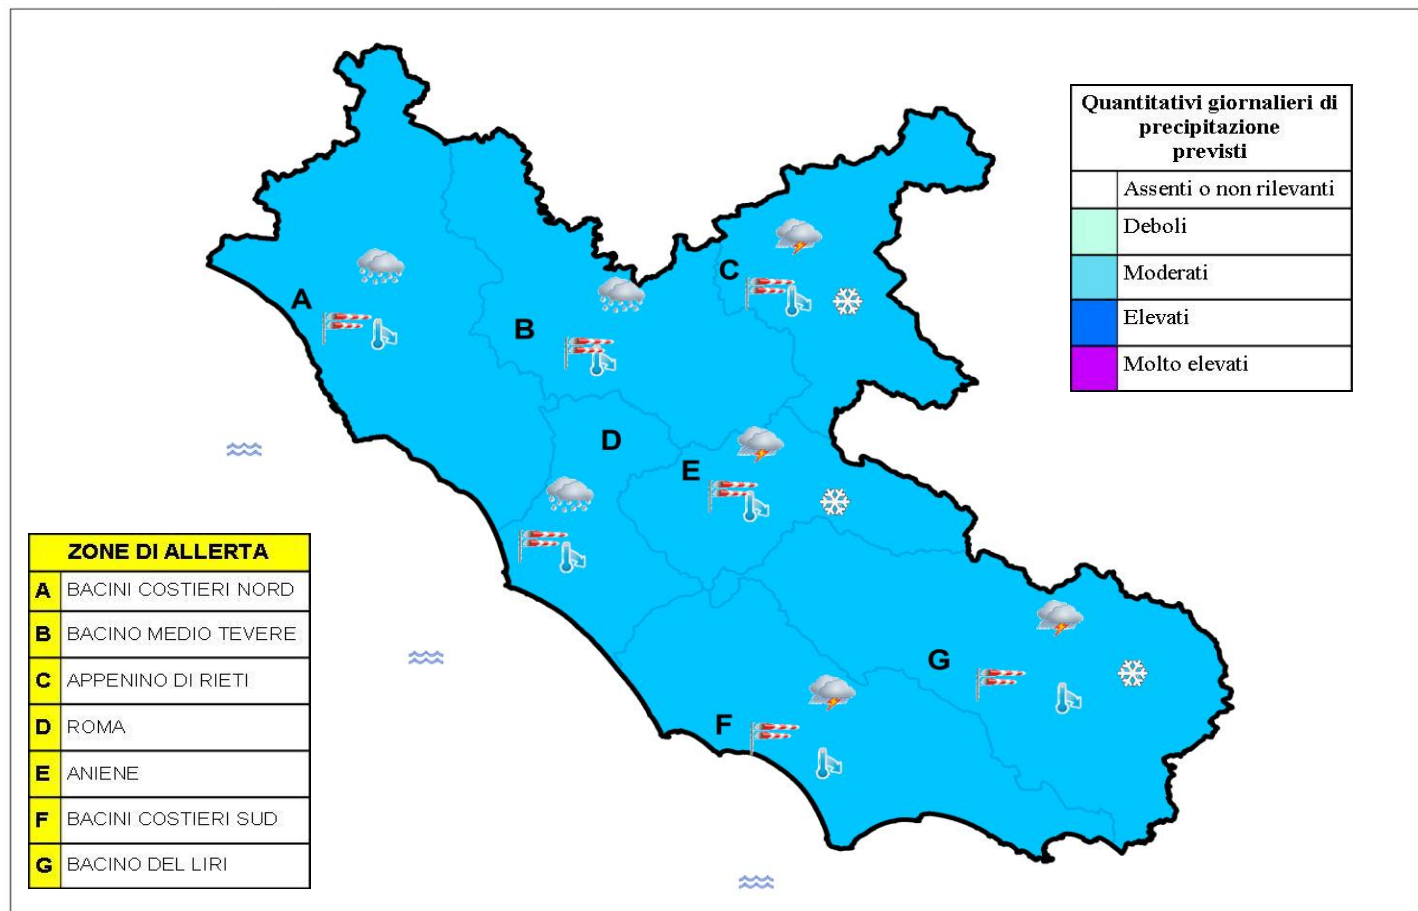 Quantitativi giornalieri di
precipitazione
previsti
Assenti o non rilevanti
Deboli
Moderati
Elevati
Molto elevati
A
B
C
D
E
F
G
ZONE DI ALLERTA
A BACINI COSTIERI NORD
B BACINO MEDIO TEVERE
C APPENINO DI RIETI
D ROMA
E ANIENE
F BACINI COSTIERI SUD
G BACINO DEL LIRI